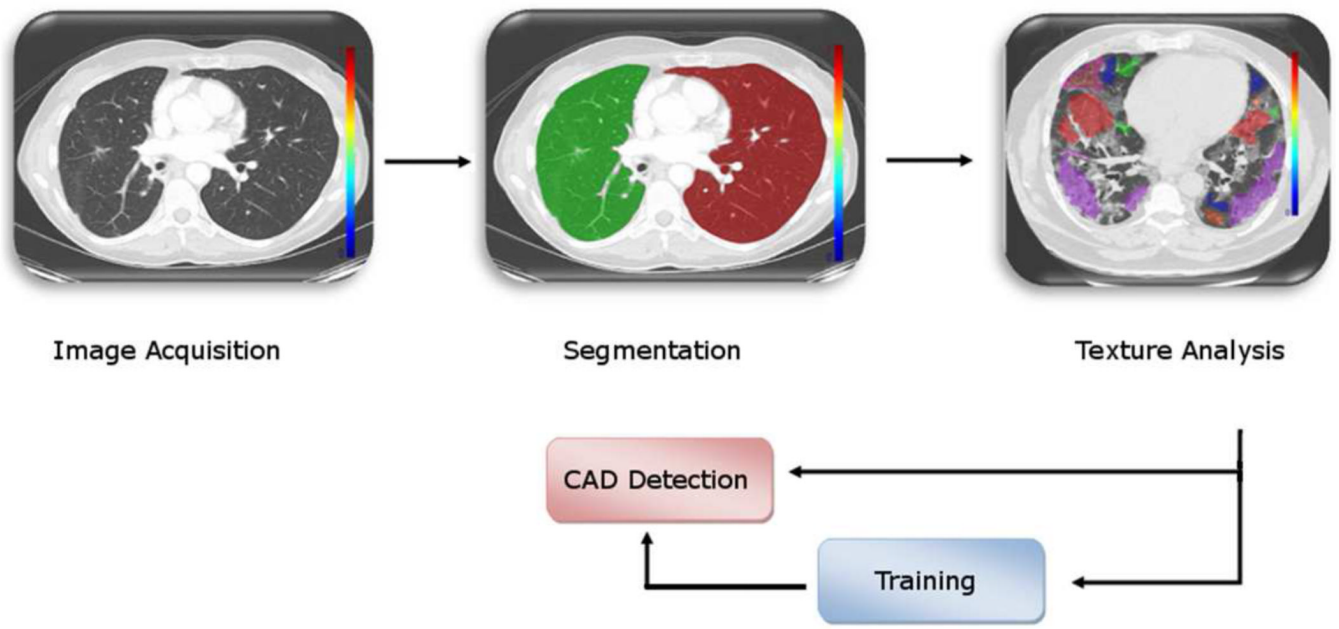 Image Acquisition
Segmentation
Texture Analysis
CAD Detection
Training